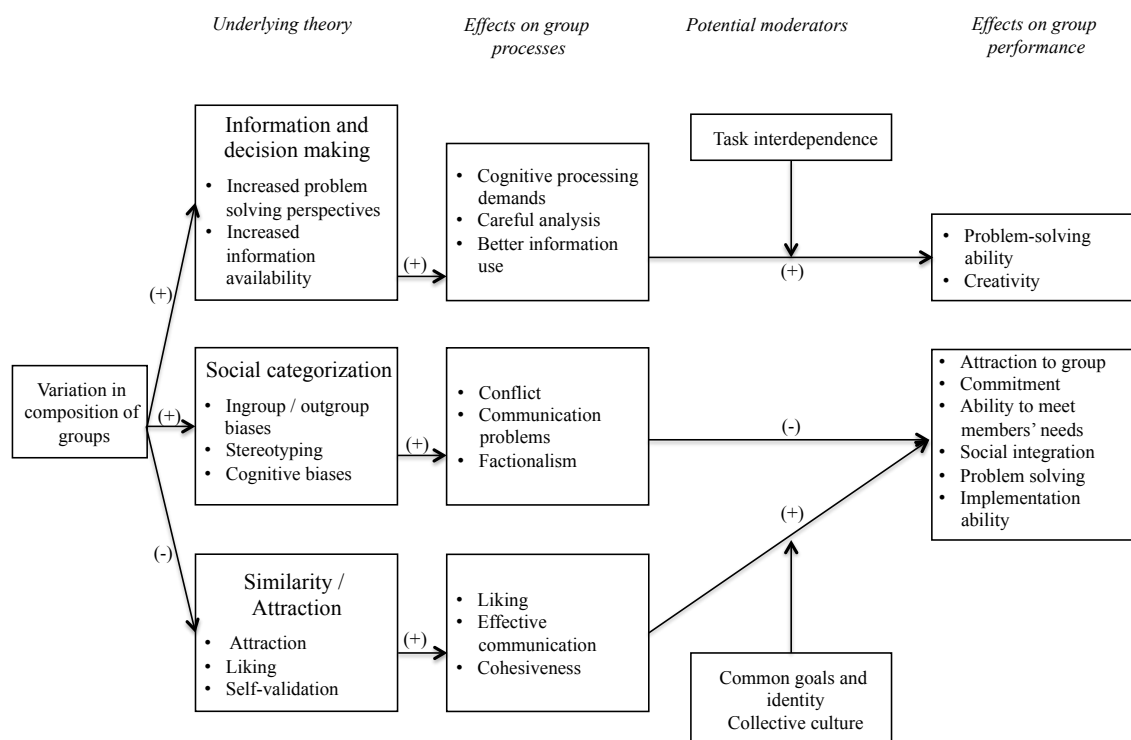 Underlying theory
Effects on group
processes
Potential moderators
Effects on group
performance
Information and
decision making
• Increased problem
solving perspectives
• Increased
information
availability
(+)
• Cognitive processing
demands
• Careful analysis
• Better information
use
Task interdependence
(+)
• Problem-solving
ability
• Creativity
(+)
Variation in
composition of
groups
(+)
Social categorization
• Ingroup / outgroup
biases
• Stereotyping
• Cognitive biases
(+)
• Conflict
• Communication
problems
• Factionalism
(-)
• Attraction to group
• Commitment
• Ability to meet
members’ needs
• Social integration
• Problem solving
• Implementation
ability
(-)
Similarity /
Attraction
• Attraction
• Liking
• Self-validation
(+)
• Liking
• Effective
communication
• Cohesiveness
(+)
Common goals and
identity
Collective culture